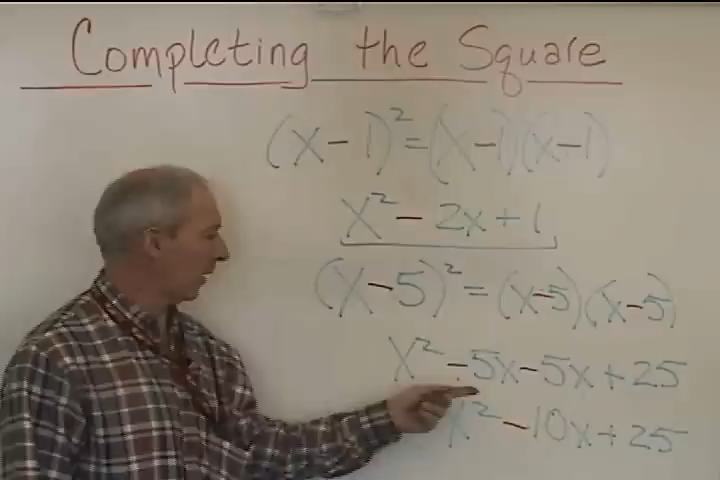 Completing the Square
(x-1)²=(x-1)(x-1)
x²-2x+1
(x-5)²=(x-5)(x-5)
x²-5x-5x+25
x²-10x+25